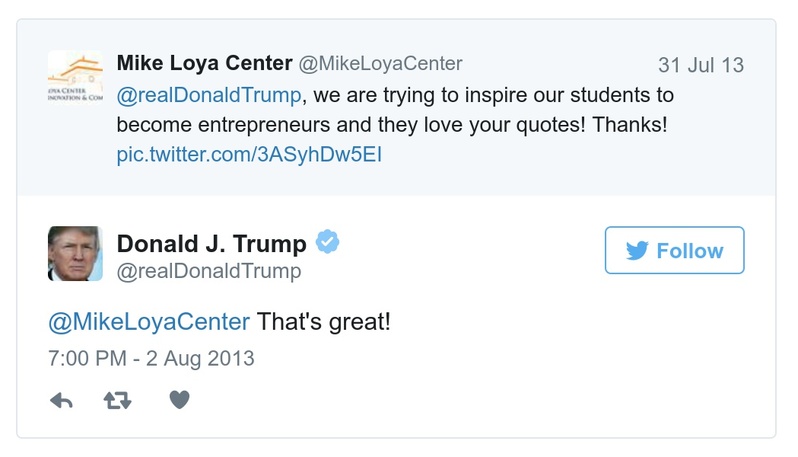 Mike Loya Center @MikeLoyaCenter 31 Jul 13
@realDonaldTrump, we are trying to inspire our students to
become entrepreneurs and they love your quotes! Thanks!
pic.twitter.com/3ASyhDw5EI
OYA CENTER
NNOVATION & COM
Donald J. Trump
@realDonaldTrump
Follow
@MikeLoyaCenter That's great!
7:00 PM - 2 Aug 2013